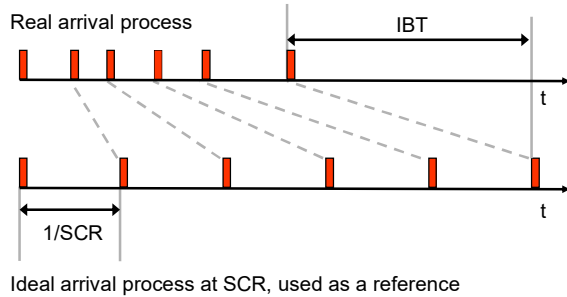 Real arrival process
IBT
t
t
1/SCR
Ideal arrival process at SCR, used as a reference